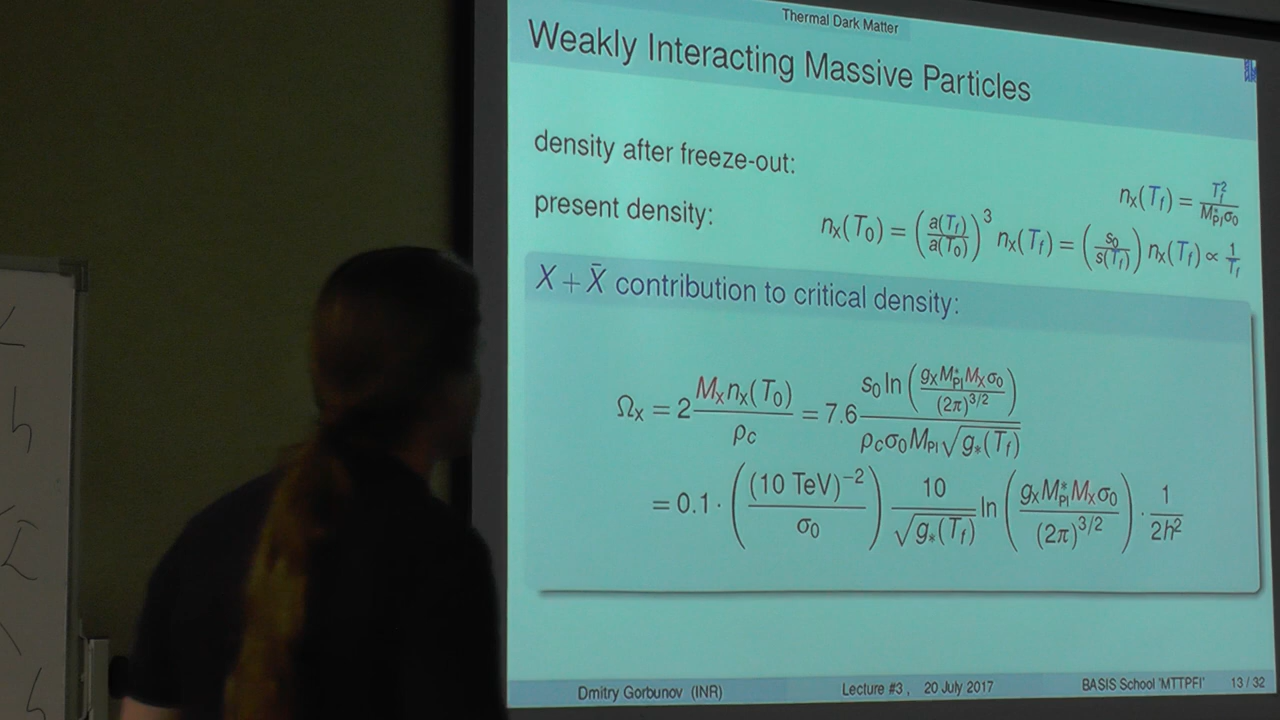 Thermal Dark Matter
Weakly Interacting Massive Particles
density after freeze-out:
n_X(T_f) = T_f^2 / (M_Pl^* σ_0)
present density:
n_X(T_0) = (a(T_f) / a(T_0))^3 n_X(T_f) = (s_0 / s(T_f)) n_X(T_f) ∝ 1 / T_f
X + X̄ contribution to critical density:
Ω_X = 2 M_X n_X(T_0) / ρ_c = 7.6 s_0 ln (g_X M_Pl^* M_X σ_0 / (2π)^{3/2}) / (ρ_c σ_0 M_Pl √g_*(T_f))
= 0.1 · ((10 TeV)^{-2} / σ_0) 10 / √g_*(T_f) ln (g_X M_Pl^* M_X σ_0 / (2π)^{3/2}) · 1 / 2h^2
Dmitry Gorbunov (INR)
Lecture #3 , 20 July 2017
BASIS School 'MTTPFI'
13 / 32